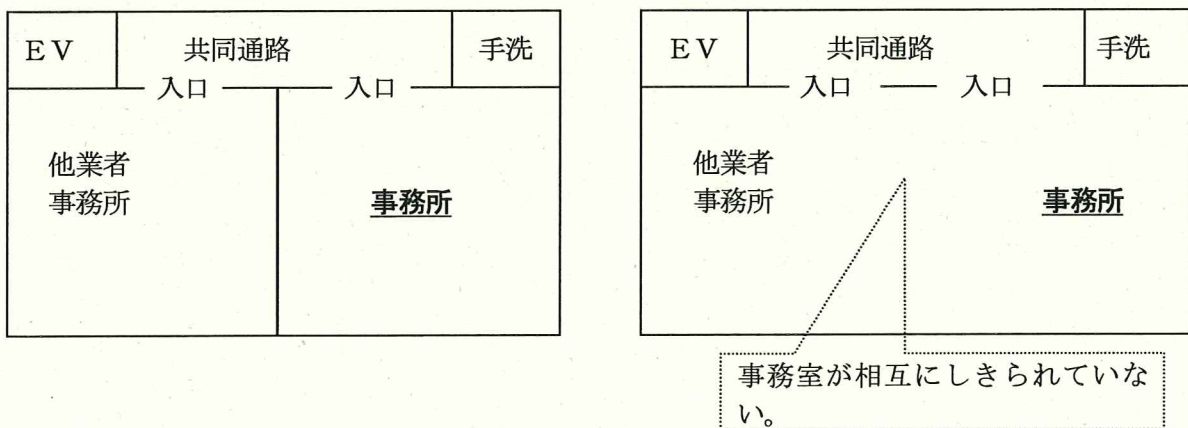 EV
共同通路
手洗
入口
入口
他業者
事務所
事務所
EV
共同通路
手洗
入口
入口
他業者
事務所
事務所
事務室が相互にしきられていな
い。